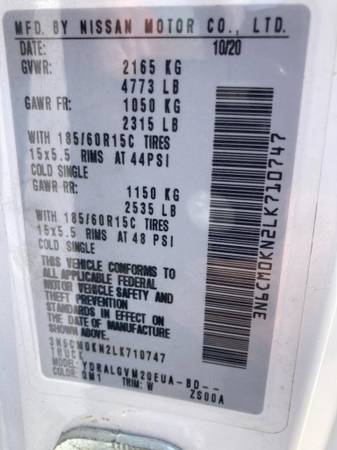 MFD. BY NISSAN MOTOR CO., LTD.
DATE: 10/20
GVWR: 2165 KG
4773 LB
GAWR FR: 1050 KG
2315 LB
WITH 185/60R15C TIRES
15x5.5 RIMS AT 44PSI
COLD SINGLE
GAWR RR: 1150 KG
2535 LB
WITH 185/60R15C TIRES
15x5.5 RIMS AT 48 PSI
COLD SINGLE
THIS VEHICLE CONFORMS TO
ALL APPLICABLE FEDERAL
MOTOR VEHICLE SAFETY AND
THEFT PREVENTION
STANDARDS IN EFFECT ON
THE DATE OF MANUFACTURE
SHOWN ABOVE.
3N6CM0KN2LK710747
TRUCK
MODEL: YDRALGVM20EUA-BD--
COLOR: QM1 TRIM: W ZS00A
3N6CM0KN2LK710747